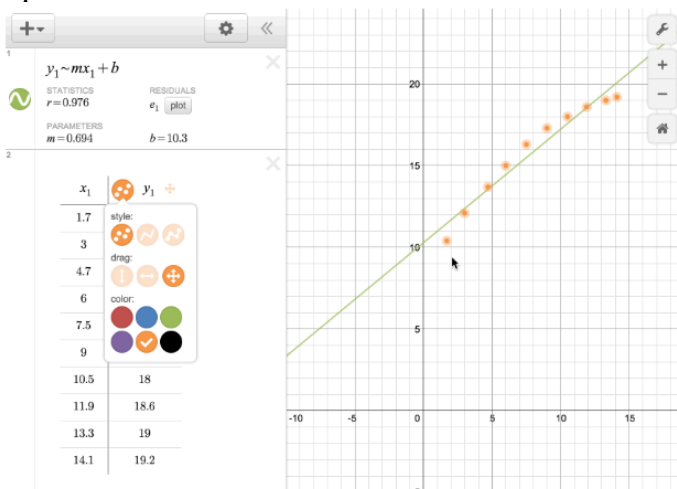 1
y₁~mx₁+b
STATISTICS RESIDUALS
r=0.976 e₁ plot
PARAMETERS
m=0.694 b=10.3
2
x₁ y₁
1.7
3
4.7
6
7.5
9
10.5 18
11.9 18.6
13.3 19
14.1 19.2
style:
drag:
color:
20
15
10
5
-10 -5 0 5 10 15